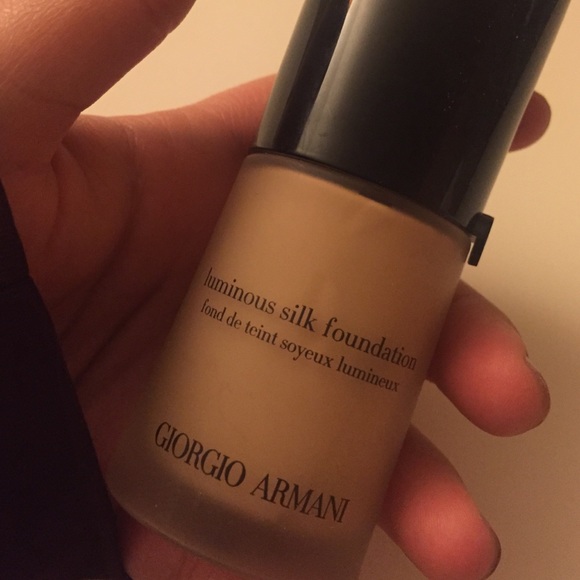 luminous silk foundation
fond de teint soyeux lumineux
GIORGIO ARMANI